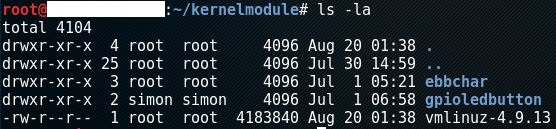 root@:~/kernelmodule# ls -la
total 4104
drwxr-xr-x  4 root  root     4096 Aug 20 01:38 .
drwxr-xr-x 25 root  root     4096 Jul 30 14:59 ..
drwxr-xr-x  3 root  root     4096 Jul  1 05:21 ebbchar
drwxr-xr-x  2 simon simon    4096 Jul  1 06:58 gpioledbutton
-rw-r--r--  1 root  root  4183840 Aug 20 01:38 vmlinuz-4.9.13